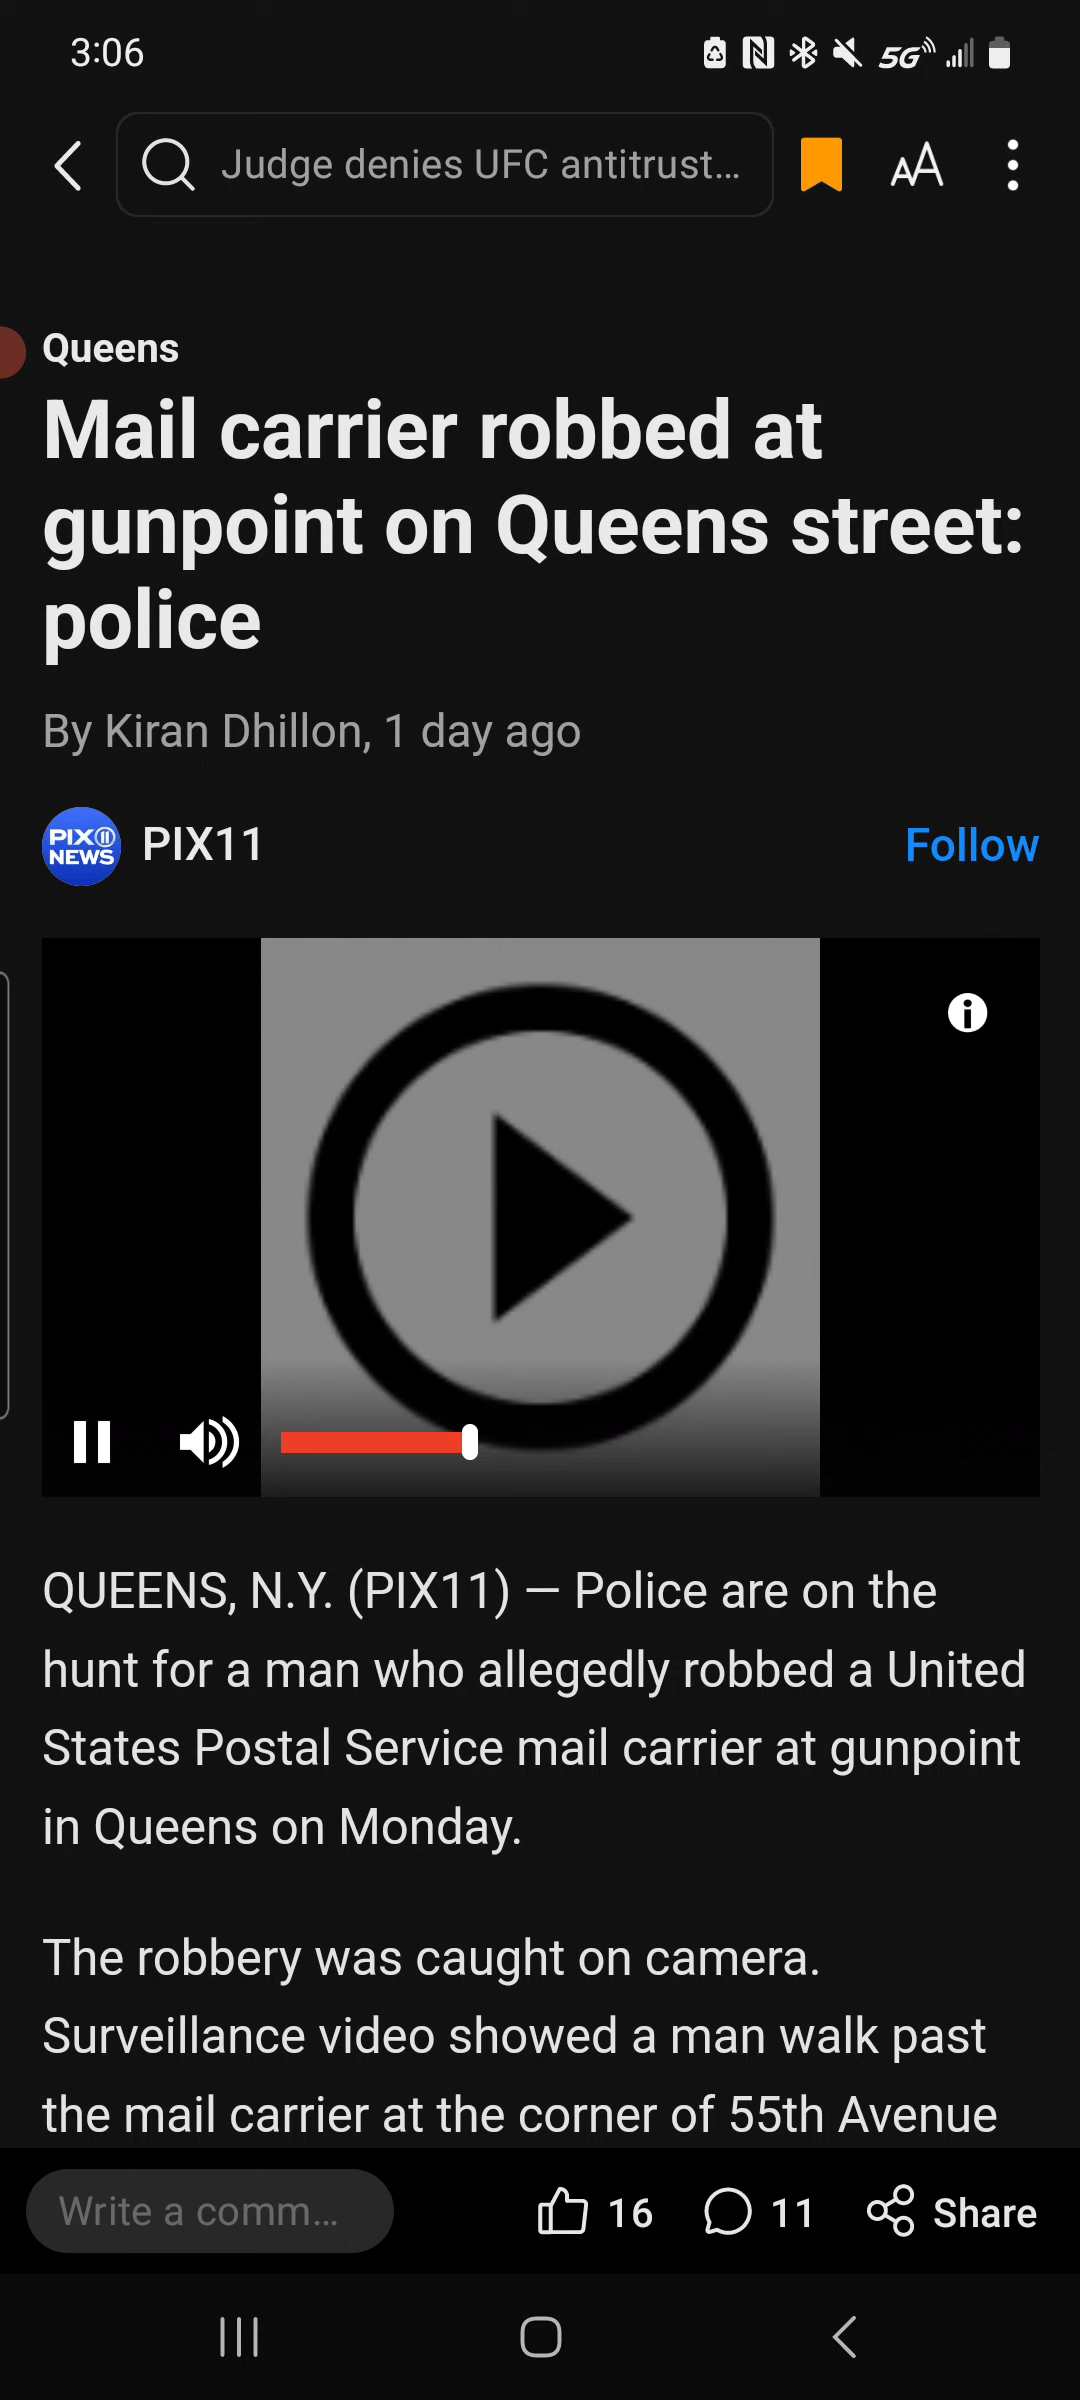 3:06
5G
Judge denies UFC antitrust...
AA
Queens
Mail carrier robbed at
gunpoint on Queens street:
police
By Kiran Dhillon, 1 day ago
PIX11 NEWS
PIX11
Follow
QUEENS, N.Y. (PIX11) — Police are on the
hunt for a man who allegedly robbed a United
States Postal Service mail carrier at gunpoint
in Queens on Monday.
The robbery was caught on camera.
Surveillance video showed a man walk past
the mail carrier at the corner of 55th Avenue
Write a comm...
16
11
Share